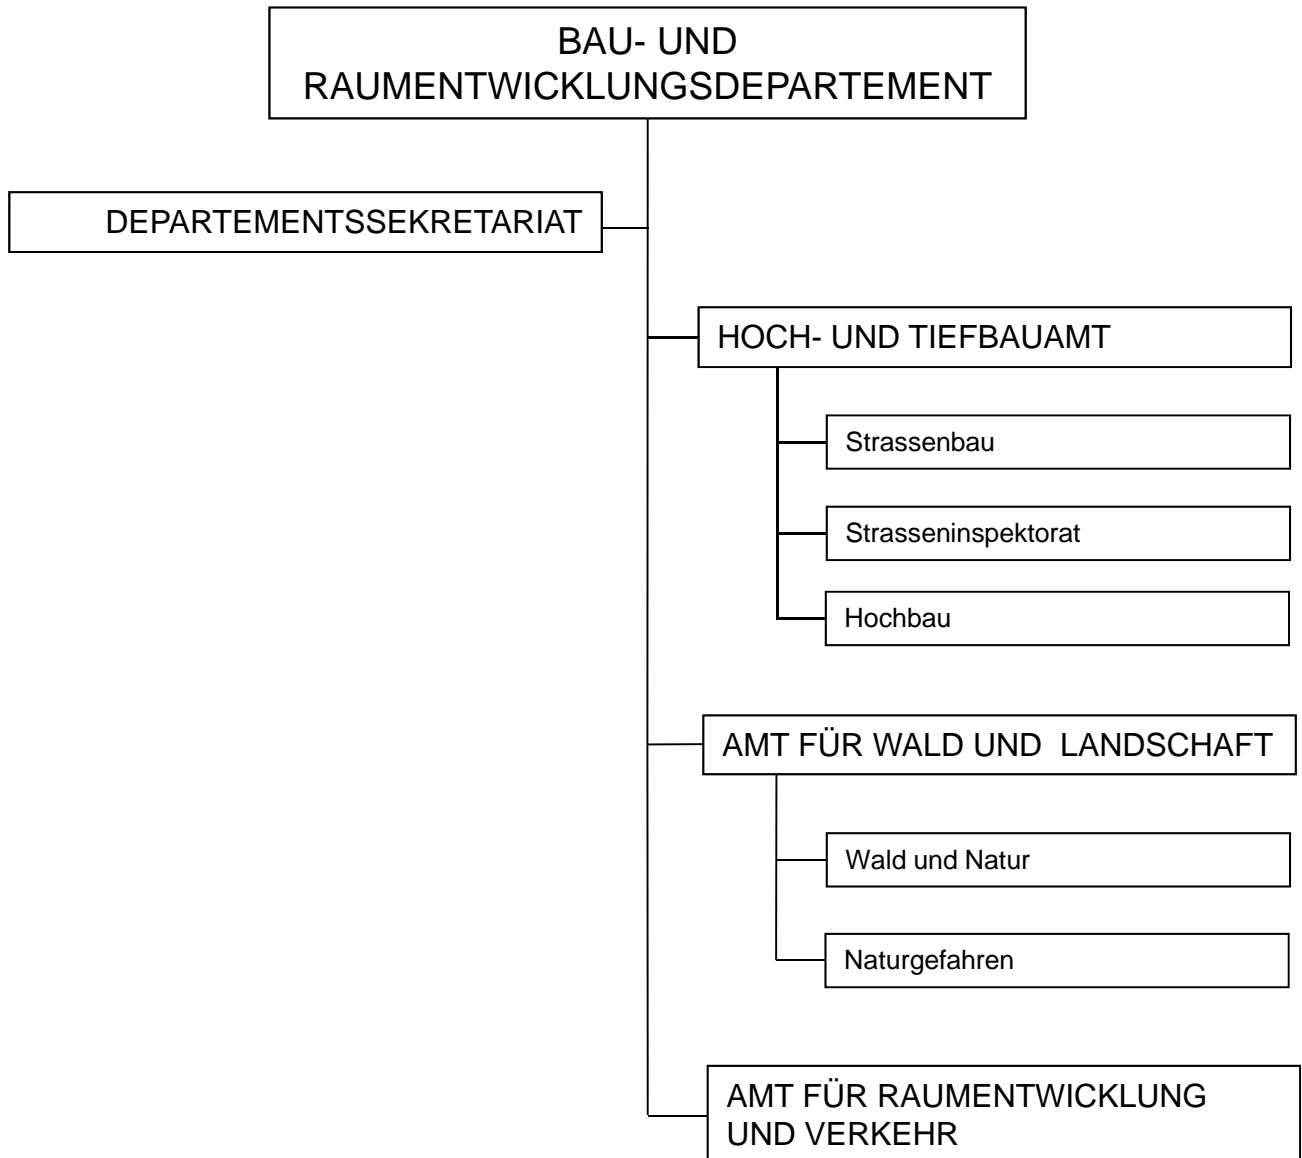 BAU- UND
RAUMENTWICKLUNGSDEPARTEMENT
DEPARTEMENTSSEKRETARIAT
HOCH- UND TIEFBAUAMT
Strassenbau
Strasseninspektorat
Hochbau
AMT FÜR WALD UND  LANDSCHAFT
Wald und Natur
Naturgefahren
AMT FÜR RAUMENTWICKLUNG
UND VERKEHR